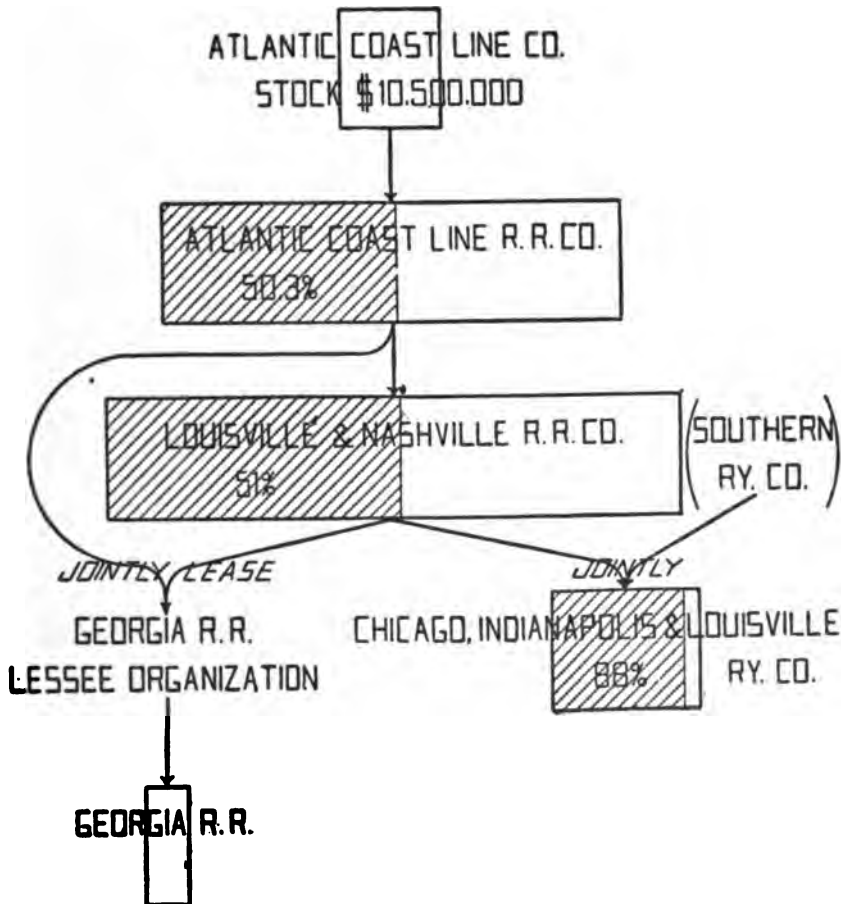 ATLANTIC COAST LINE CO.
STOCK $10.500.000
ATLANTIC COAST LINE R.R.CO.
50.3%
LOUISVILLE & NASHVILLE R.R.CO.
51%
(SOUTHERN
RY. CO.)
JOINTLY LEASE
JOINTLY
GEORGIA R.R.
LESSEE ORGANIZATION
CHICAGO, INDIANAPOLIS & LOUISVILLE
RY. CO.
88%
GEORGIA R.R.